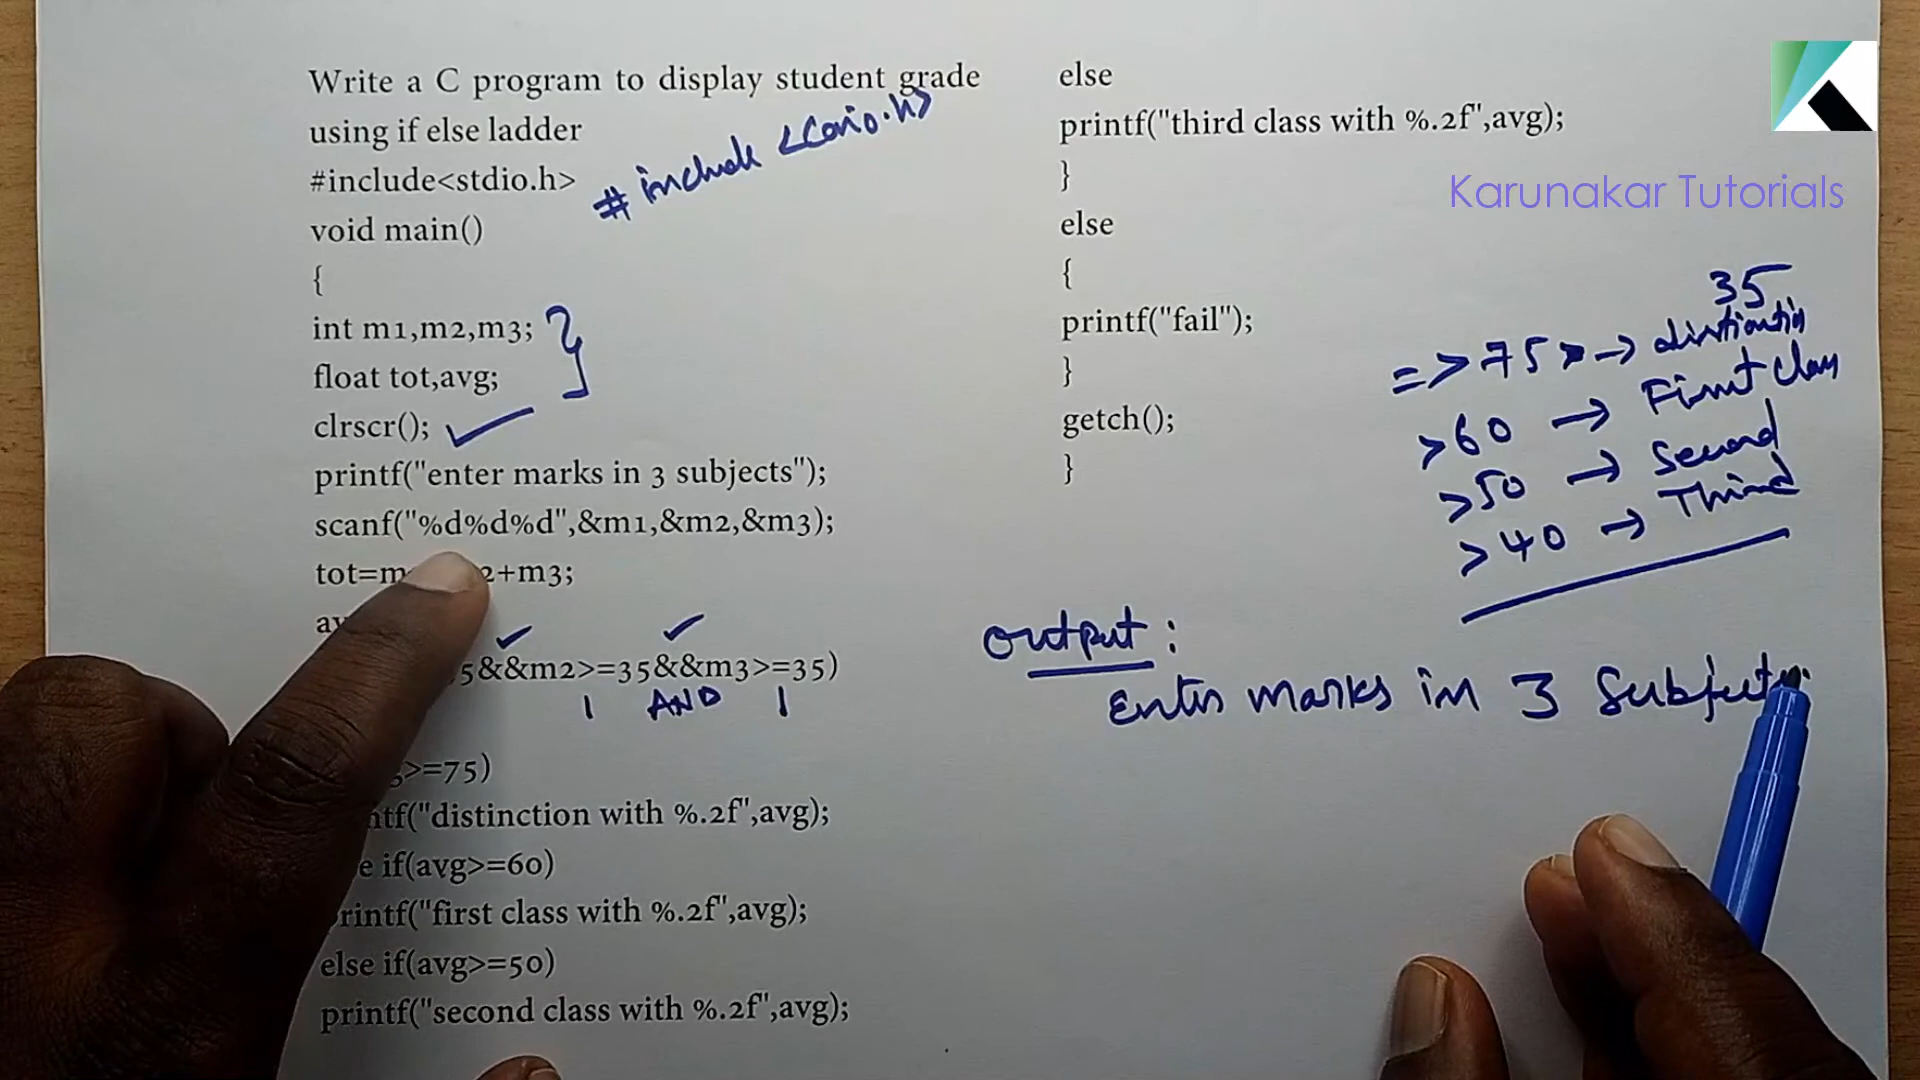 Write a C program to display student grade
using if else ladder
#include<stdio.h>
# include <Conio.h>
void main()
{
int m1,m2,m3;
float tot,avg;
clrscr();
printf("enter marks in 3 subjects");
scanf("%d%d%d",&m1,&m2,&m3);
tot=m 2+m3;
av
5&&m2>=35&&m3>=35)
1 AND 1
>=75)
ntf("distinction with %.2f",avg);
e if(avg>=60)
rintf("first class with %.2f",avg);
else if(avg>=50)
printf("second class with %.2f",avg);
else
printf("third class with %.2f",avg);
}
else
{
printf("fail");
}
getch();
}
Karunakar Tutorials
35
=> 75 → distinction
>60 → First class
>50 → Second
>40 → Third
output :
Enter marks in 3 Subjects